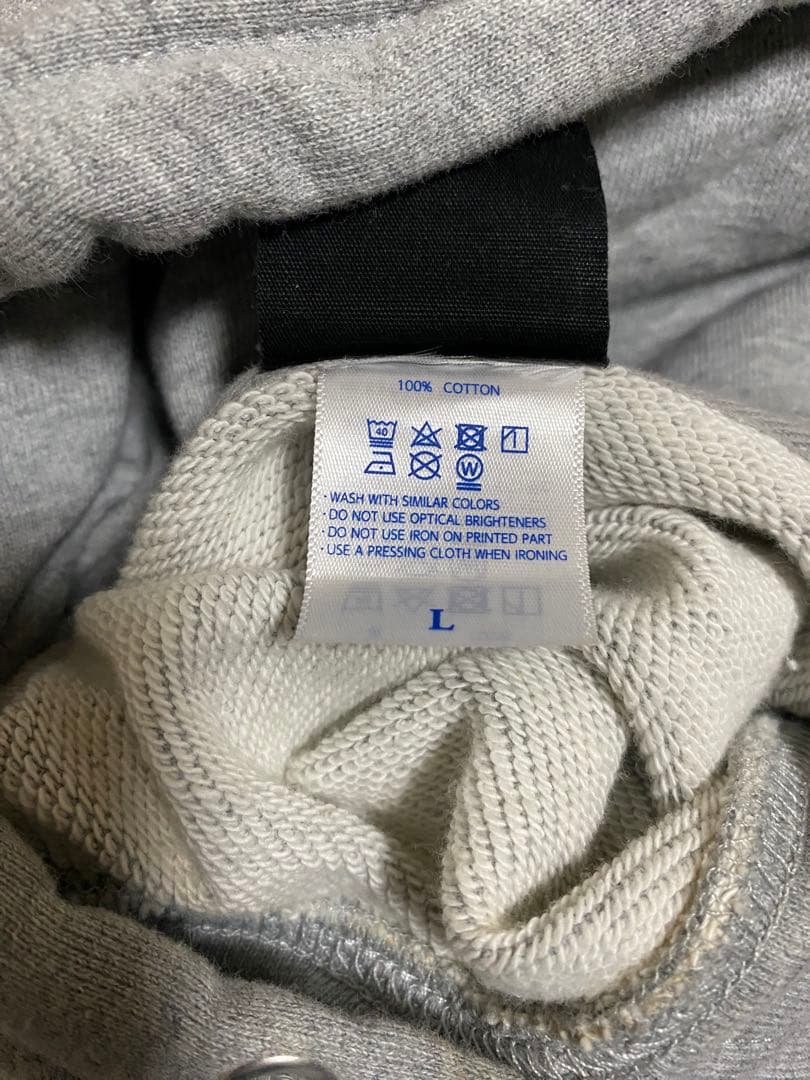 100% COTTON
40
W
·WASH WITH SIMILAR COLORS
·DO NOT USE OPTICAL BRIGHTENERS
·DO NOT USE IRON ON PRINTED PART
·USE A PRESSING CLOTH WHEN IRONING
L